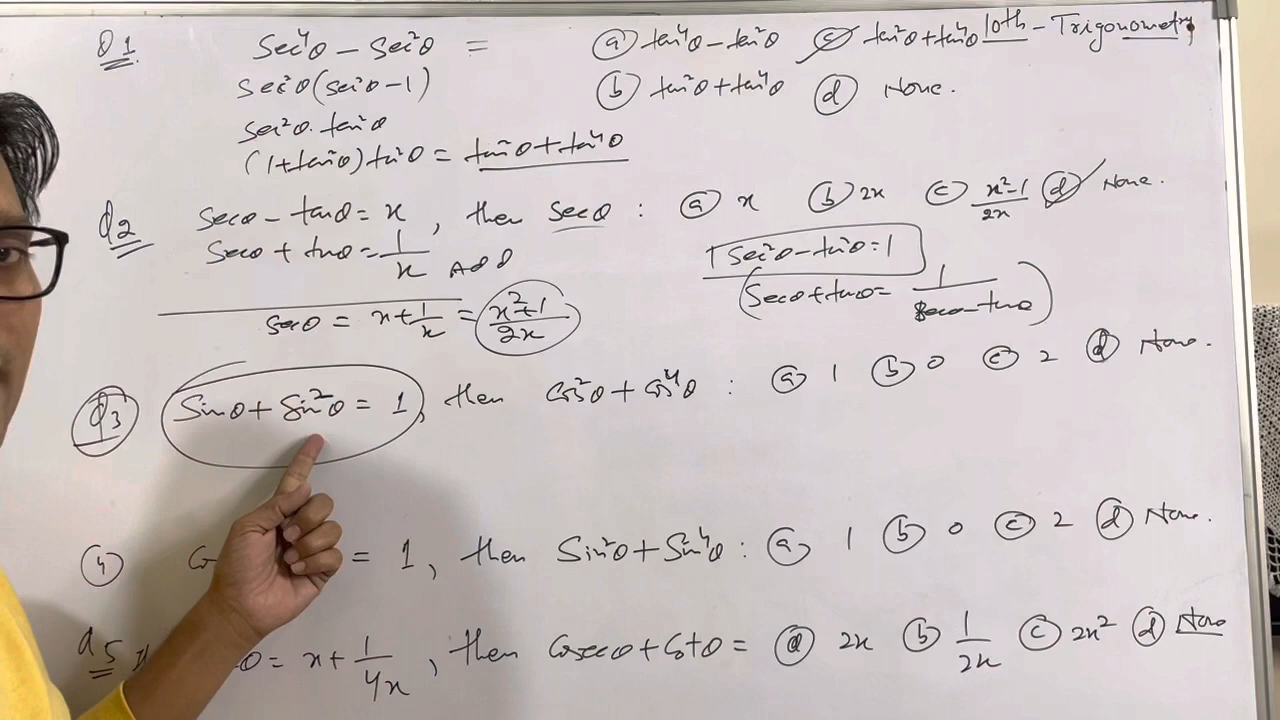 Q1 sec⁴θ − sec²θ = ⓐ tan⁴θ − tan²θ ⓒ tan²θ + tan⁴θ 10th - Trigonometry
sec²θ(sec²θ − 1) ⓑ tan²θ + tan⁴θ ⓓ None.
sec²θ. tan²θ
(1+tan²θ)tan²θ = tan²θ + tan⁴θ
Q2 secθ − tanθ = x, then secθ : ⓐ x ⓑ 2x ⓒ x²−1/2x ⓓ None.
secθ + tanθ = 1/x ADD
sec²θ − tan²θ = 1
(secθ + tanθ = 1/secθ − tanθ)
secθ = x + 1/x = x²+1/2x
Q3 Sinθ + Sin²θ = 1, then Cos²θ + Cos⁴θ : ⓐ 1 ⓑ 0 ⓒ 2 ⓓ None.
④ = 1, then Sin²θ + Sin⁴θ : ⓐ 1 ⓑ 0 ⓒ 2 ⓓ None.
Q5 θ = x + 1/4x, then Cosecθ + Cotθ = ⓐ 2x ⓑ 1/2x ⓒ 2x² ⓓ None